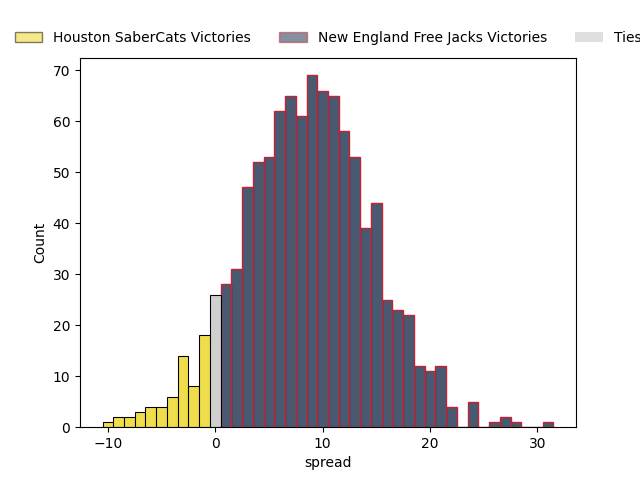 Houston SaberCats Victories New England Free Jacks Victories Ties
70
60
50
40
30
20
10
0
Count
−10 0 10 20 30
spread